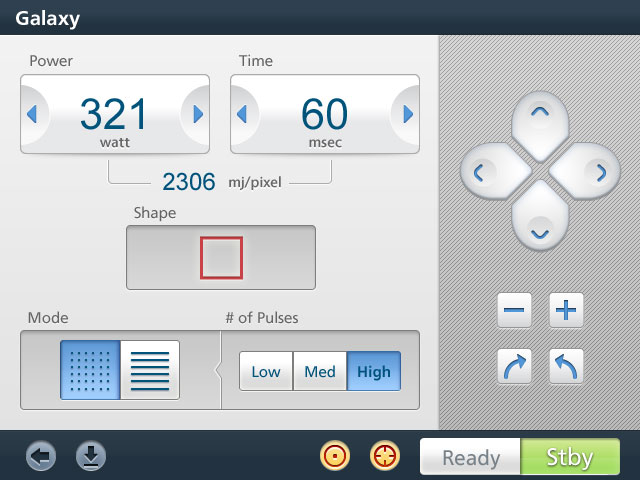 Galaxy
Power
Time
321
watt
60
msec
2306 mj/pixel
Shape
Mode
# of Pulses
Low Med High
Ready Stby